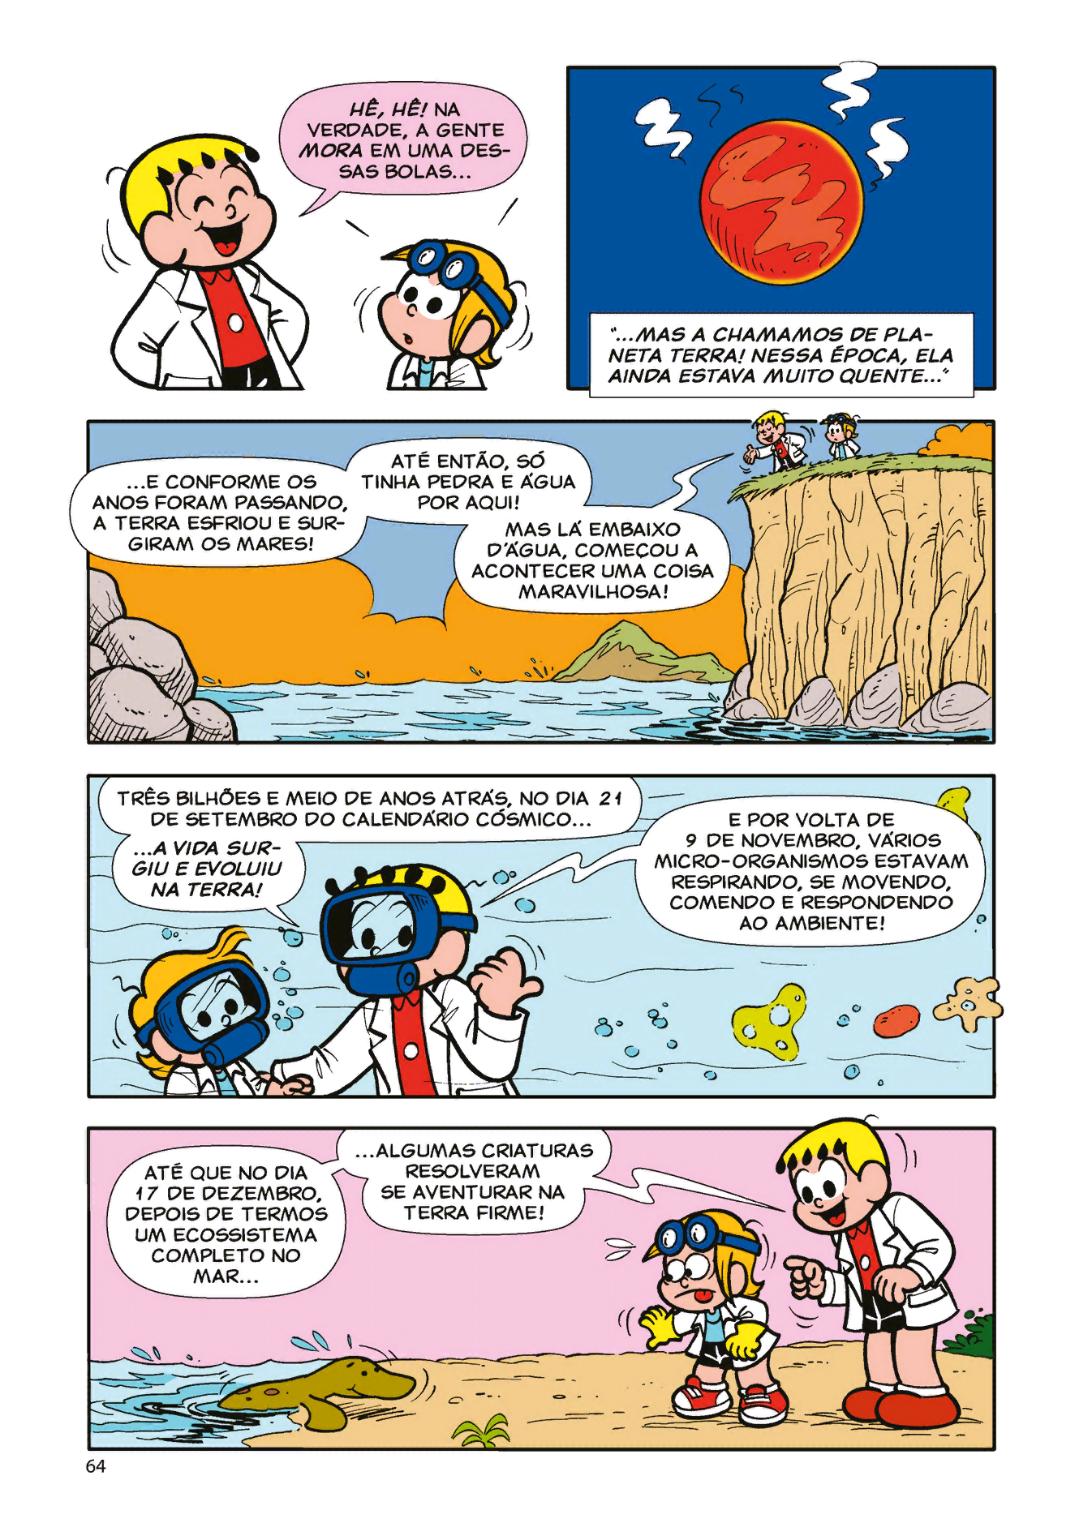 HÊ, HÊ! NA
VERDADE, A GENTE
MORA EM UMA DES-
SAS BOLAS...
"...MAS A CHAMAMOS DE PLA-
NETA TERRA! NESSA ÉPOCA, ELA
AINDA ESTAVA MUITO QUENTE..."
...E CONFORME OS
ANOS FORAM PASSANDO,
A TERRA ESFRIOU E SUR-
GIRAM OS MARES!
ATÉ ENTÃO, SÓ
TINHA PEDRA E ÁGUA
POR AQUI!
MAS LÁ EMBAIXO
D'ÁGUA, COMEÇOU A
ACONTECER UMA COISA
MARAVILHOSA!
TRÊS BILHÕES E MEIO DE ANOS ATRÁS, NO DIA 21
DE SETEMBRO DO CALENDÁRIO CÓSMICO...
...A VIDA SUR-
GIU E EVOLUIU
NA TERRA!
E POR VOLTA DE
9 DE NOVEMBRO, VÁRIOS
MICRO-ORGANISMOS ESTAVAM
RESPIRANDO, SE MOVENDO,
COMENDO E RESPONDENDO
AO AMBIENTE!
ATÉ QUE NO DIA
17 DE DEZEMBRO,
DEPOIS DE TERMOS
UM ECOSSISTEMA
COMPLETO NO
MAR...
...ALGUMAS CRIATURAS
RESOLVERAM
SE AVENTURAR NA
TERRA FIRME!
64